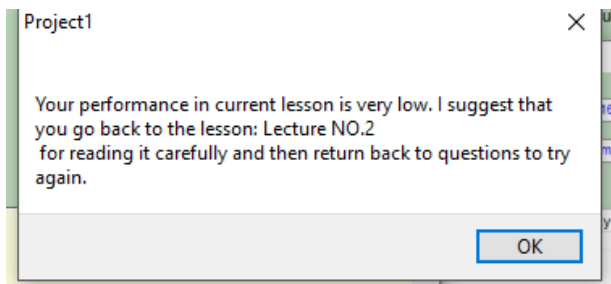 Project1
Your performance in current lesson is very low. I suggest that
you go back to the lesson: Lecture NO.2
for reading it carefully and then return back to questions to try
again.
OK